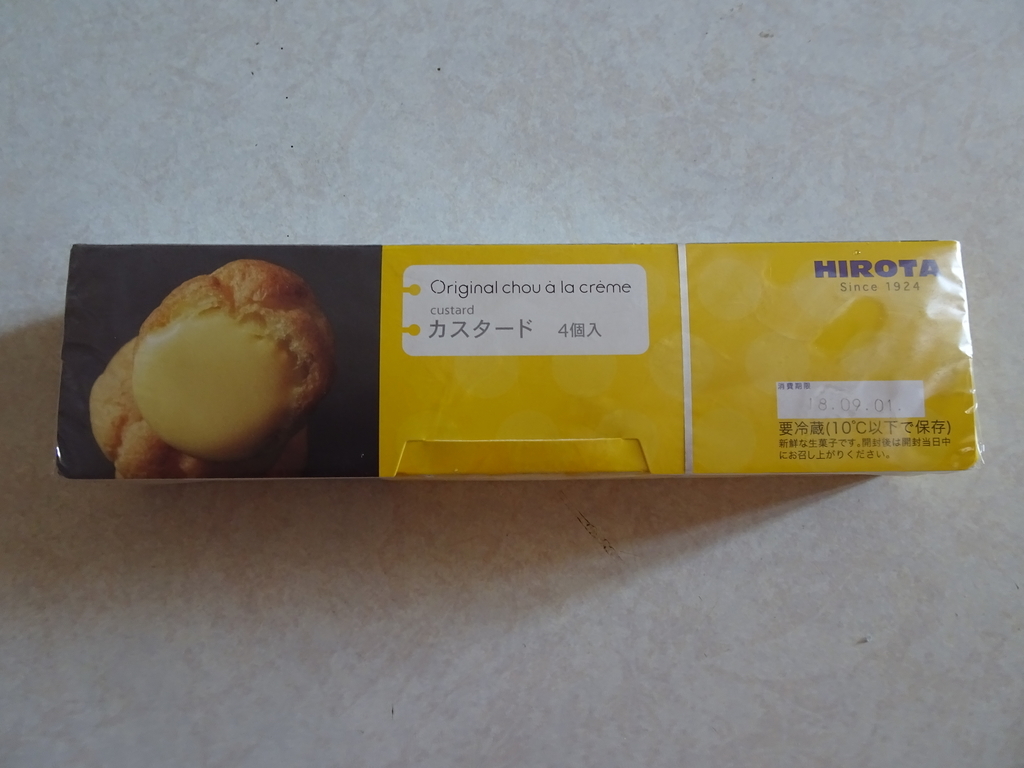 Original chou à la crème
custard
カスタード 4個入
HIROTA
Since 1924
消費期限
18.09.01.
要冷蔵(10℃以下で保存)
新鮮な生菓子です。開封後は開封当日中
にお召し上がりください。